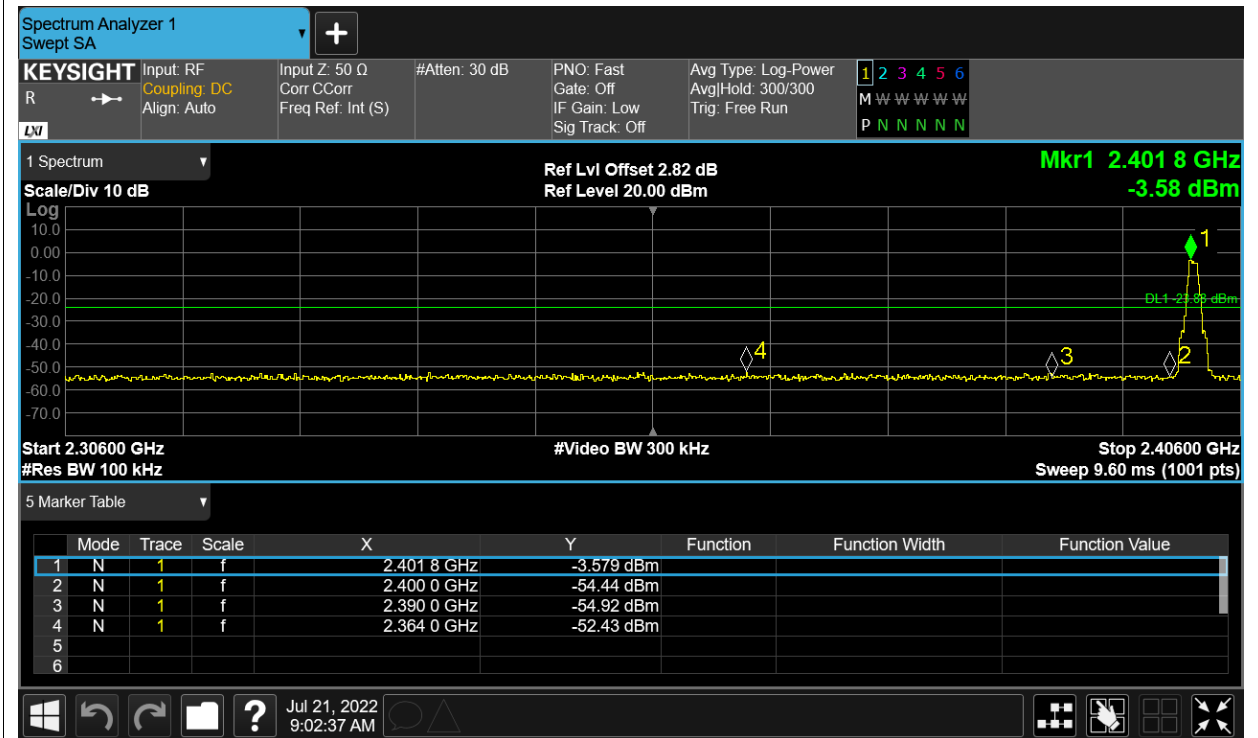 Spectrum Analyzer 1
Swept SA
KEYSIGHT
R
LXI
Input: RF
Coupling: DC
Align: Auto
Input Z: 50 Ω
Corr CCorr
Freq Ref: Int (S)
#Atten: 30 dB
PNO: Fast
Gate: Off
IF Gain: Low
Sig Track: Off
Avg Type: Log-Power
Avg|Hold: 300/300
Trig: Free Run
1 2 3 4 5 6
M W W W W W
P N N N N N
1 Spectrum
Scale/Div 10 dB
Ref Lvl Offset 2.82 dB
Ref Level 20.00 dBm
Mkr1 2.401 8 GHz
-3.58 dBm
Log
10.0
0.00
-10.0
-20.0
-30.0
-40.0
-50.0
-60.0
-70.0
1
DL1 -23.88 dBm
4
3
2
Start 2.30600 GHz
#Res BW 100 kHz
#Video BW 300 kHz
Stop 2.40600 GHz
Sweep 9.60 ms (1001 pts)
5 Marker Table
Mode Trace Scale X Y Function Function Width Function Value
1 N 1 f 2.401 8 GHz -3.579 dBm
2 N 1 f 2.400 0 GHz -54.44 dBm
3 N 1 f 2.390 0 GHz -54.92 dBm
4 N 1 f 2.364 0 GHz -52.43 dBm
5
6
?
Jul 21, 2022
9:02:37 AM